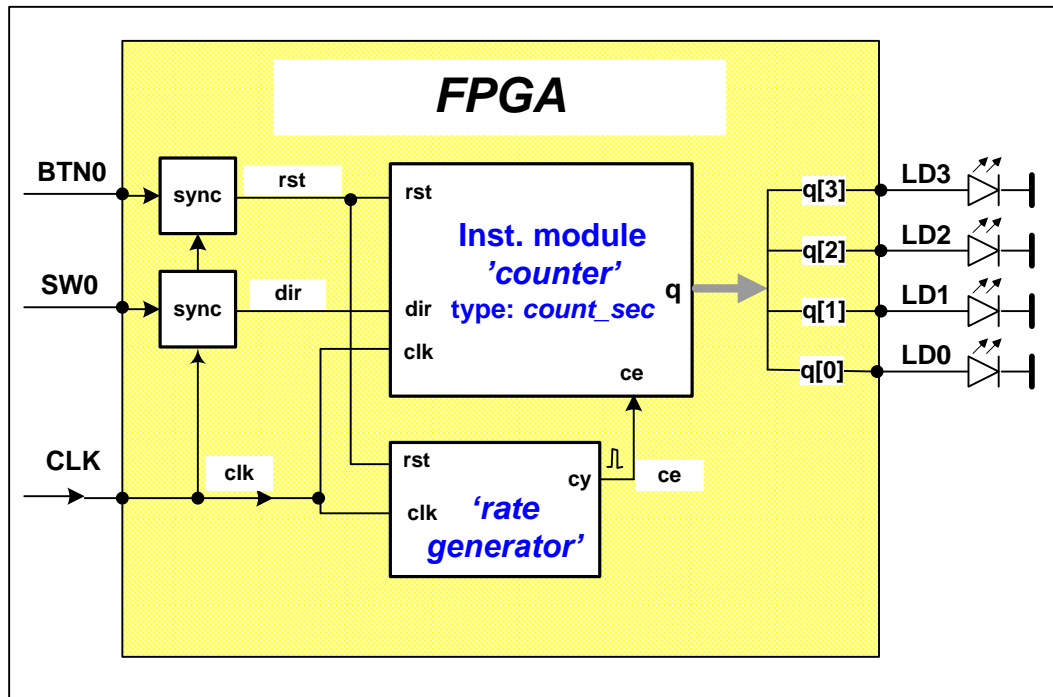 FPGA
BTN0
sync
rst
rst
Inst. module
'counter'
type: count_sec
q
q[3]
LD3
q[2]
LD2
SW0
sync
dir
dir
q[1]
LD1
clk
ce
q[0]
LD0
CLK
clk
rst
cy
ce
clk
'rate
generator'